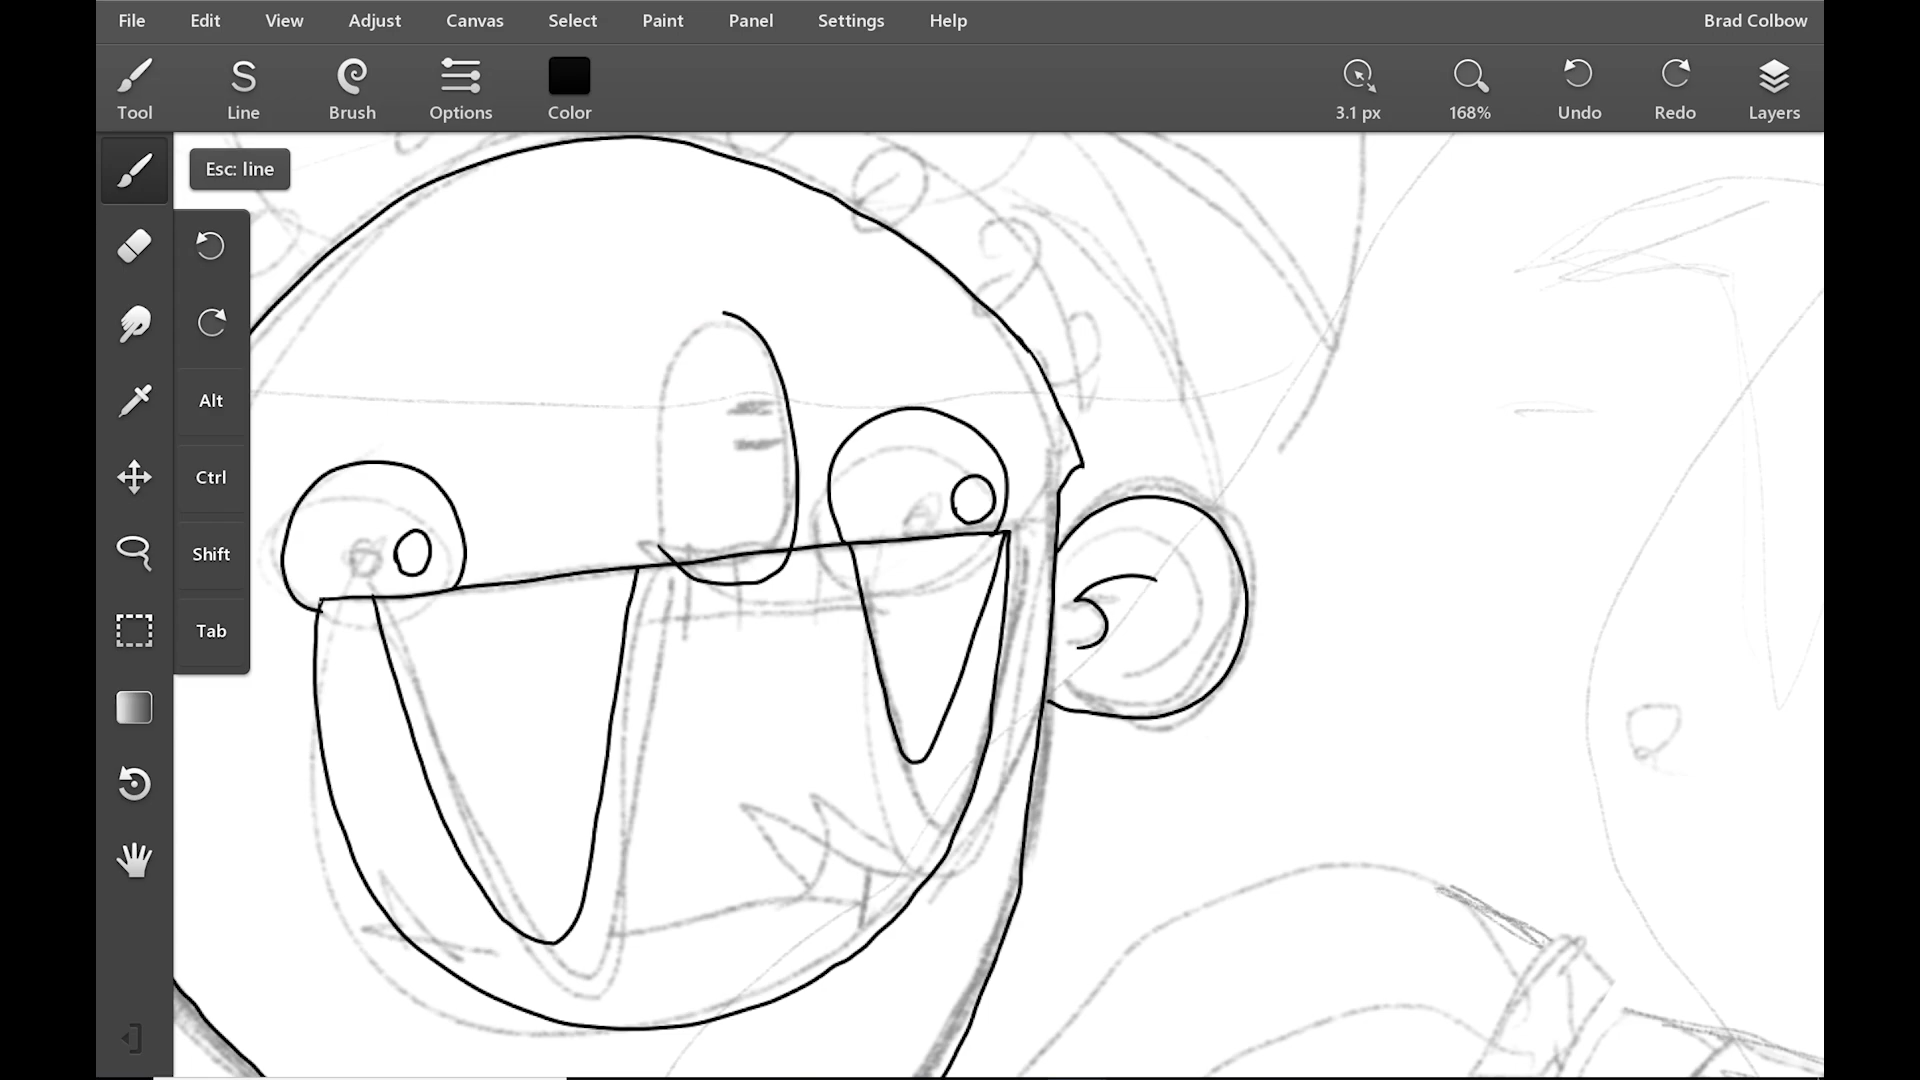 File Edit View Adjust Canvas Select Paint Panel Settings Help Brad Colbow
Tool Line Brush Options Color 3.1 px 168% Undo Redo Layers
Esc: line
Alt
Ctrl
Shift
Tab